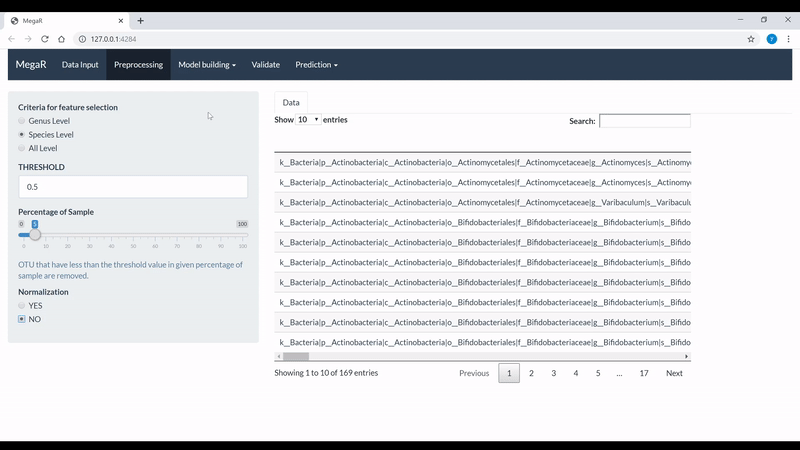 MegaR
127.0.0.1:4284
MegaR Data Input Preprocessing Model building Validate Prediction
Criteria for feature selection
Genus Level
Species Level
All Level
THRESHOLD
0.5
Percentage of Sample
0 5 100
0 10 20 30 40 50 60 70 80 90 100
OTU that have less than the threshold value in given percentage of
sample are removed.
Normalization
YES
NO
Data
Show 10 entries
Search:
k__Bacteria|p__Actinobacteria|c__Actinobacteria|o__Actinomycetales|f__Actinomycetaceae|g__Actinomyces|s__Actinomy
k__Bacteria|p__Actinobacteria|c__Actinobacteria|o__Actinomycetales|f__Actinomycetaceae|g__Actinomyces|s__Actinomy
k__Bacteria|p__Actinobacteria|c__Actinobacteria|o__Actinomycetales|f__Actinomycetaceae|g__Varibaculum|s__Varibacul
k__Bacteria|p__Actinobacteria|c__Actinobacteria|o__Bifidobacteriales|f__Bifidobacteriaceae|g__Bifidobacterium|s__Bifido
k__Bacteria|p__Actinobacteria|c__Actinobacteria|o__Bifidobacteriales|f__Bifidobacteriaceae|g__Bifidobacterium|s__Bifido
k__Bacteria|p__Actinobacteria|c__Actinobacteria|o__Bifidobacteriales|f__Bifidobacteriaceae|g__Bifidobacterium|s__Bifido
k__Bacteria|p__Actinobacteria|c__Actinobacteria|o__Bifidobacteriales|f__Bifidobacteriaceae|g__Bifidobacterium|s__Bifido
k__Bacteria|p__Actinobacteria|c__Actinobacteria|o__Bifidobacteriales|f__Bifidobacteriaceae|g__Bifidobacterium|s__Bifido
k__Bacteria|p__Actinobacteria|c__Actinobacteria|o__Bifidobacteriales|f__Bifidobacteriaceae|g__Bifidobacterium|s__Bifido
k__Bacteria|p__Actinobacteria|c__Actinobacteria|o__Bifidobacteriales|f__Bifidobacteriaceae|g__Bifidobacterium|s__Bifido
Showing 1 to 10 of 169 entries
Previous 1 2 3 4 5 ... 17 Next